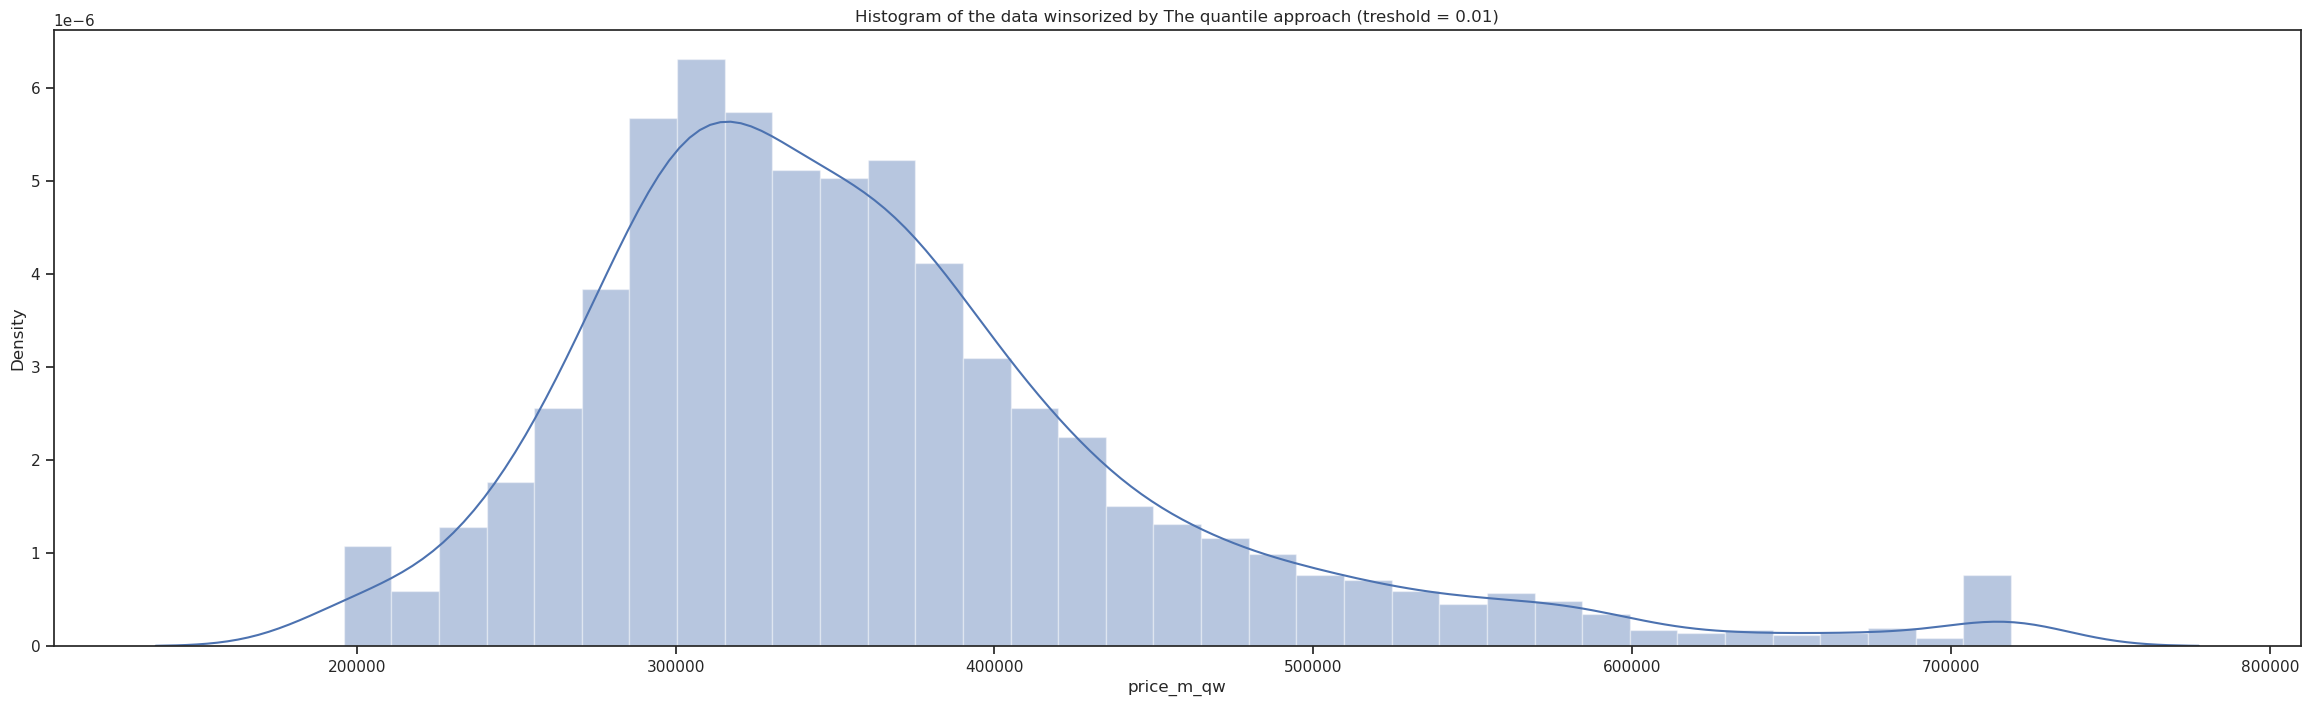 Histogram of the data winsorized by The quantile approach (treshold = 0.01)
1e−6
6
5
4
3
2
1
0
Density
200000 300000 400000 500000 600000 700000 800000
price_m_qw